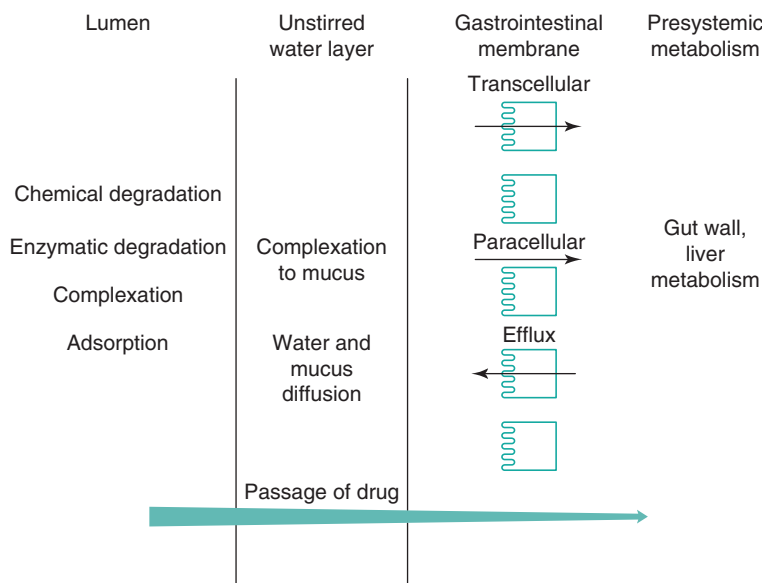 Lumen
Unstirred
water layer
Gastrointestinal
membrane
Presystemic
metabolism
Transcellular
Chemical degradation
Enzymatic degradation
Complexation
Adsorption
Complexation
to mucus
Water and
mucus
diffusion
Paracellular
Efflux
Gut wall,
liver
metabolism
Passage of drug